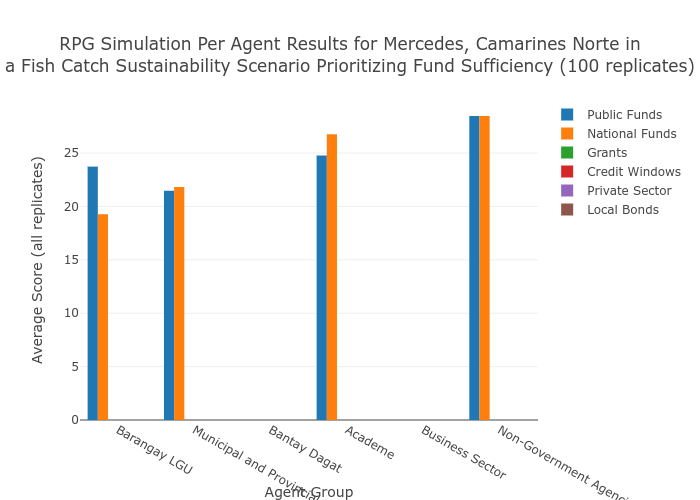 RPG Simulation Per Agent Results for Mercedes, Camarines Norte in
a Fish Catch Sustainability Scenario Prioritizing Fund Sufficiency (100 replicates)
Public Funds
National Funds
Grants
Credit Windows
Private Sector
Local Bonds
Average Score (all replicates)
25
20
15
10
5
0
Barangay LGU
Municipal and
Bantay Dagat
Academe
Business Sector
Non-Government
Agent Group